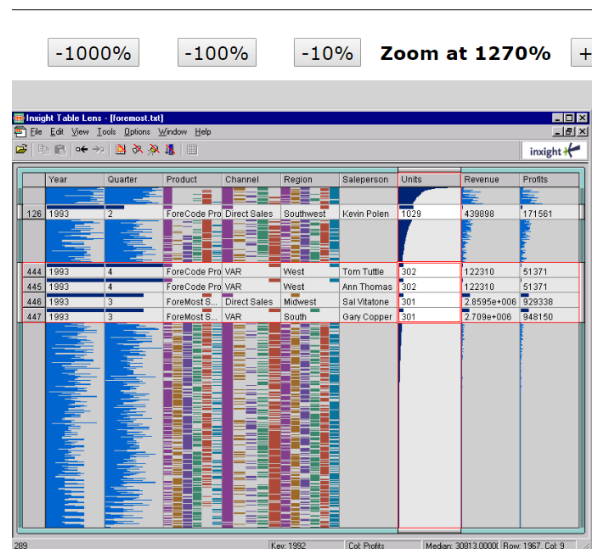 -1000% -100% -10% Zoom at 1270% +
Inxight Table Lens - [foremost.txt]
File Edit View Tools Options Window Help
inxight
Year Quarter Product Channel Region Saleperson Units Revenue Profits
126 1993 2 ForeCode Pro Direct Sales Southwest Kevin Polen 1029 439898 171561
444 1993 4 ForeCode Pro VAR West Tom Tuttle 302 122310 51371
445 1993 4 ForeCode Pro VAR West Ann Thomas 302 122310 51371
446 1993 3 ForeMost S... Direct Sales Midwest Sal Vitatone 301 2.8595e+006 929338
447 1993 3 ForeMost S... VAR South Gary Copper 301 2.709e+006 948150
289 Key: 1992 Col: Profits Median: 30813.0000 Row: 1967, Col: 9